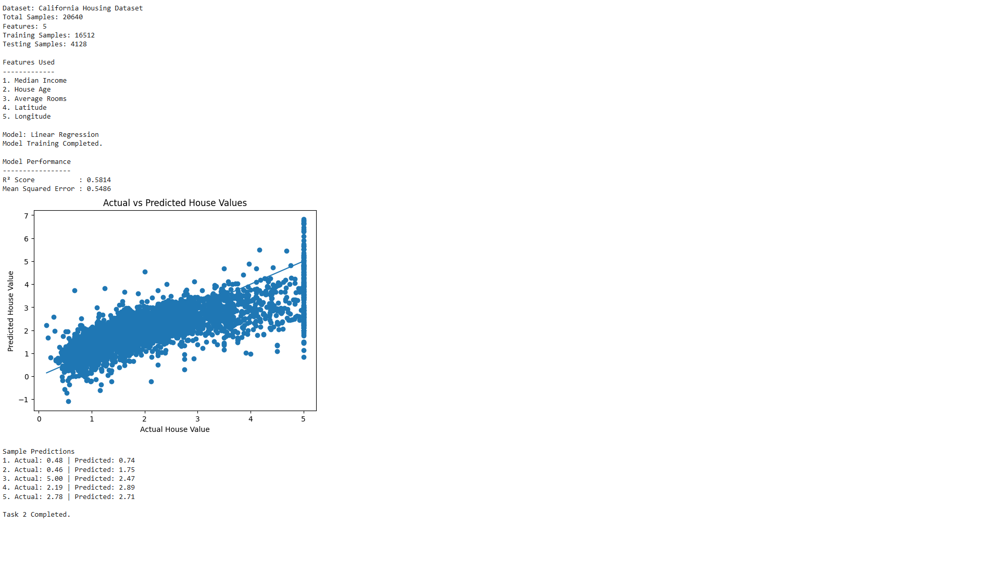 Dataset: California Housing Dataset
Total Samples: 20640
Features: 5
Training Samples: 16512
Testing Samples: 4128
Features Used
-------------
1. Median Income
2. House Age
3. Average Rooms
4. Latitude
5. Longitude
Model: Linear Regression
Model Training Completed.
Model Performance
-----------------
R² Score           : 0.5814
Mean Squared Error : 0.5486
Actual vs Predicted House Values
Predicted House Value
7
6
5
4
3
2
1
0
−1
0 1 2 3 4 5
Actual House Value
Sample Predictions
1. Actual: 0.48 | Predicted: 0.74
2. Actual: 0.46 | Predicted: 1.75
3. Actual: 5.00 | Predicted: 2.47
4. Actual: 2.19 | Predicted: 2.89
5. Actual: 2.78 | Predicted: 2.71
Task 2 Completed.